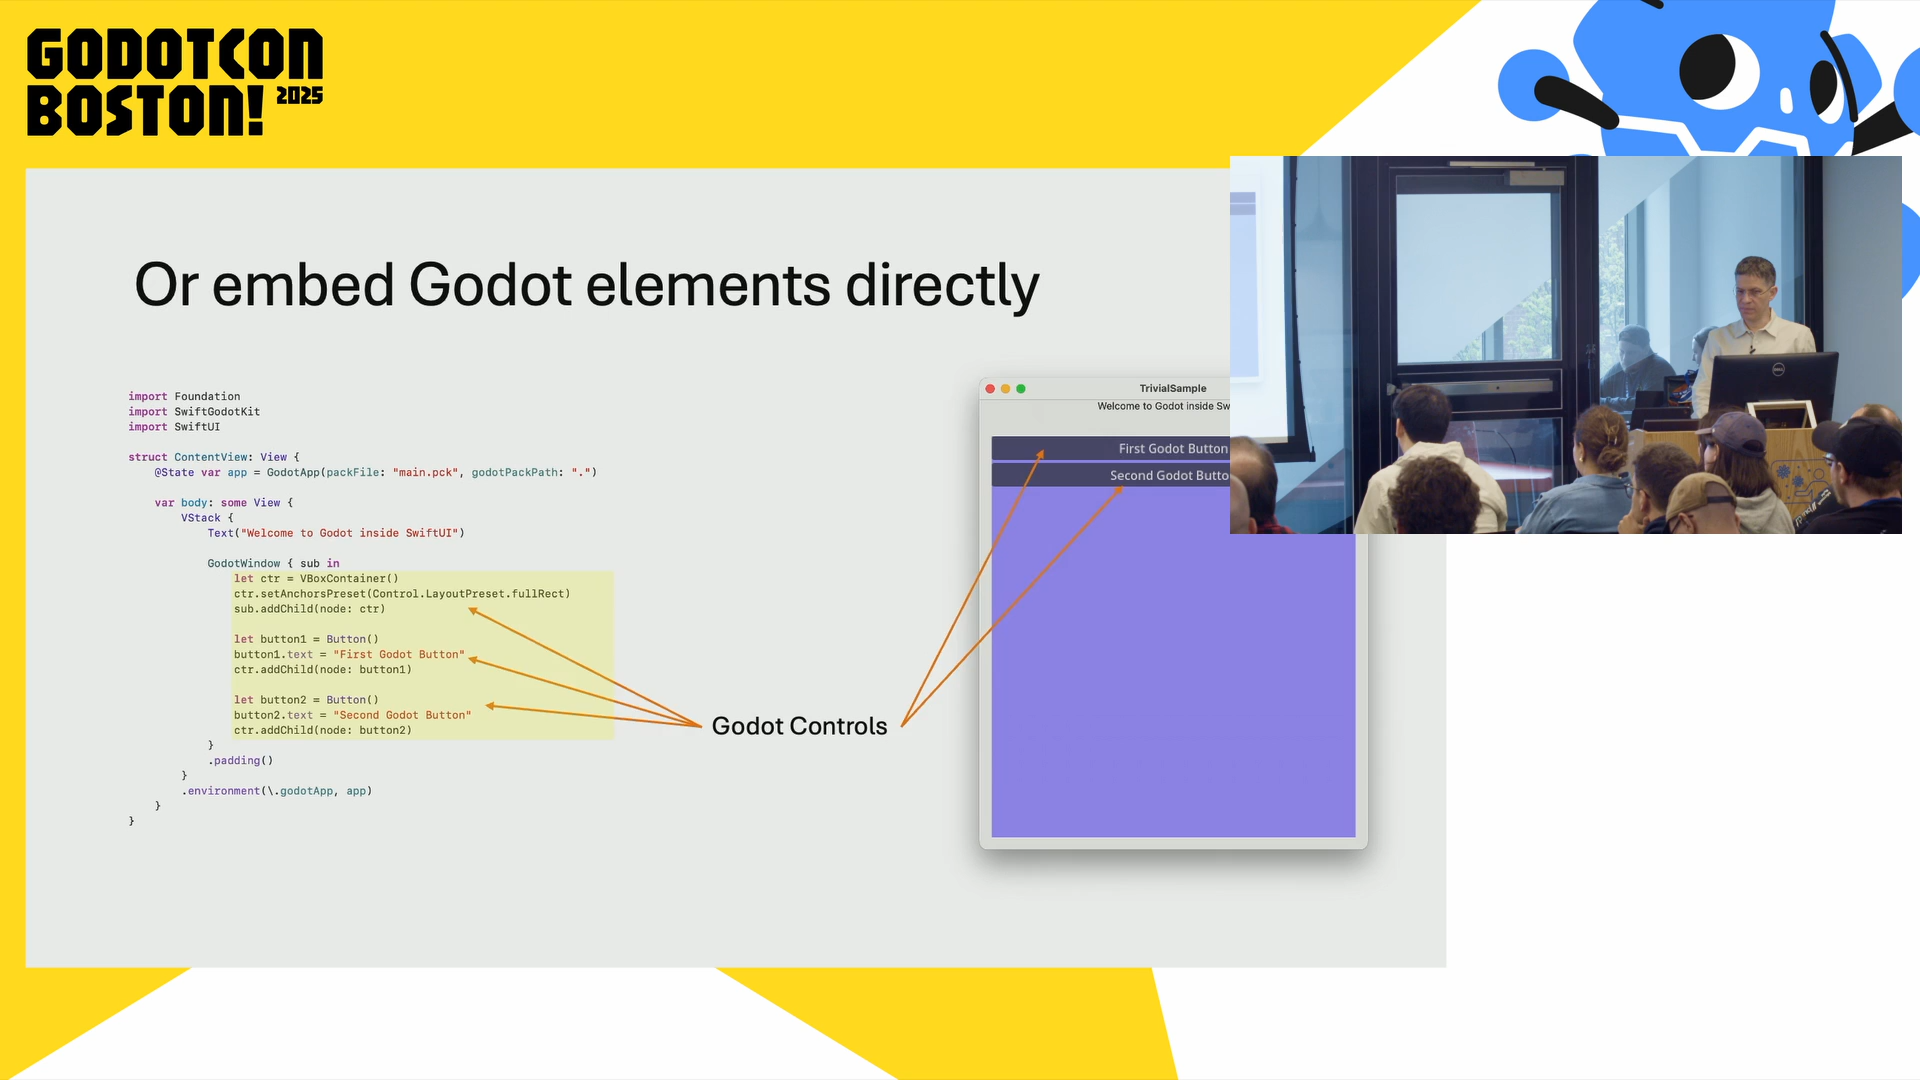 GODOTCON
BOSTON! 2025
Or embed Godot elements directly
import Foundation
import SwiftGodotKit
import SwiftUI
struct ContentView: View {
@State var app = GodotApp(packFile: "main.pck", godotPackPath: ".")
var body: some View {
VStack {
Text("Welcome to Godot inside SwiftUI")
GodotWindow { sub in
let ctr = VBoxContainer()
ctr.setAnchorsPreset(Control.LayoutPreset.fullRect)
sub.addChild(node: ctr)
let button1 = Button()
button1.text = "First Godot Button"
ctr.addChild(node: button1)
let button2 = Button()
button2.text = "Second Godot Button"
ctr.addChild(node: button2)
}
.padding()
}
.environment(\.godotApp, app)
}
}
Godot Controls
TrivialSample
Welcome to Godot inside Sw
First Godot Button
Second Godot Butto
DELL